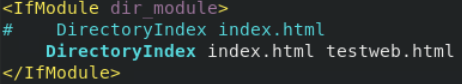 <IfModule dir_module>
#    DirectoryIndex index.html
    DirectoryIndex index.html testweb.html
</IfModule>